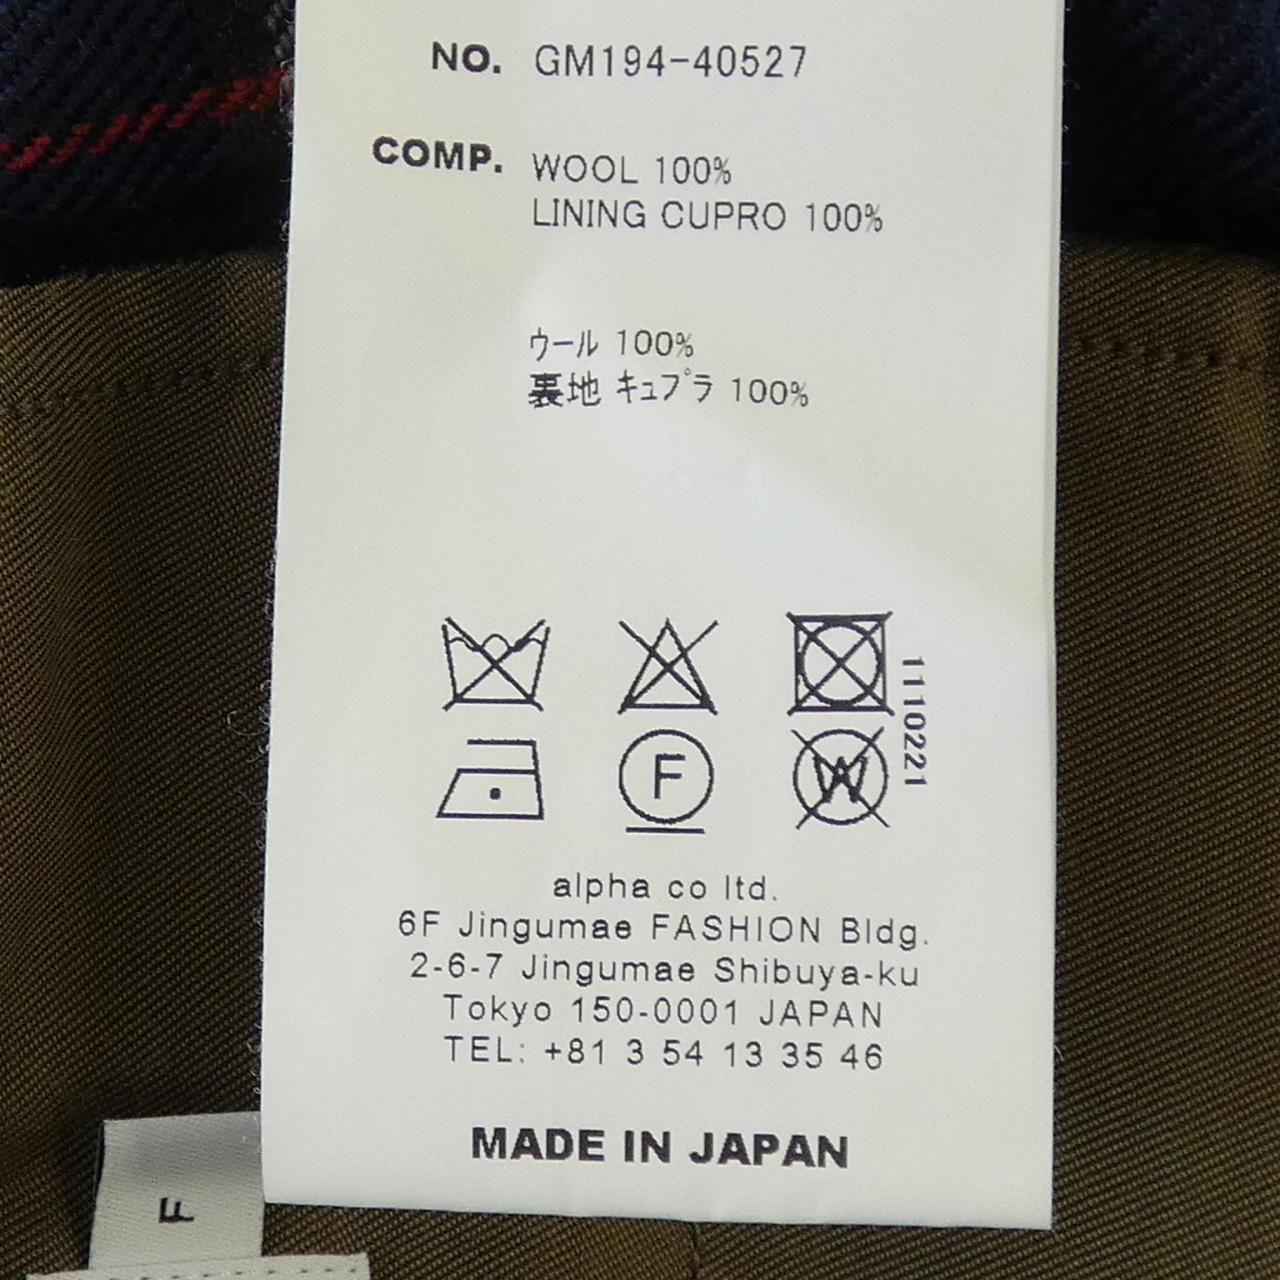 NO. GM194-40527
COMP. WOOL 100%
LINING CUPRO 100%
ウール 100%
裏地 キュプラ 100%
1110221
F
W
alpha co ltd.
6F Jingumae FASHION Bldg.
2-6-7 Jingumae Shibuya-ku
Tokyo 150-0001 JAPAN
TEL: +81 3 54 13 35 46
MADE IN JAPAN
F